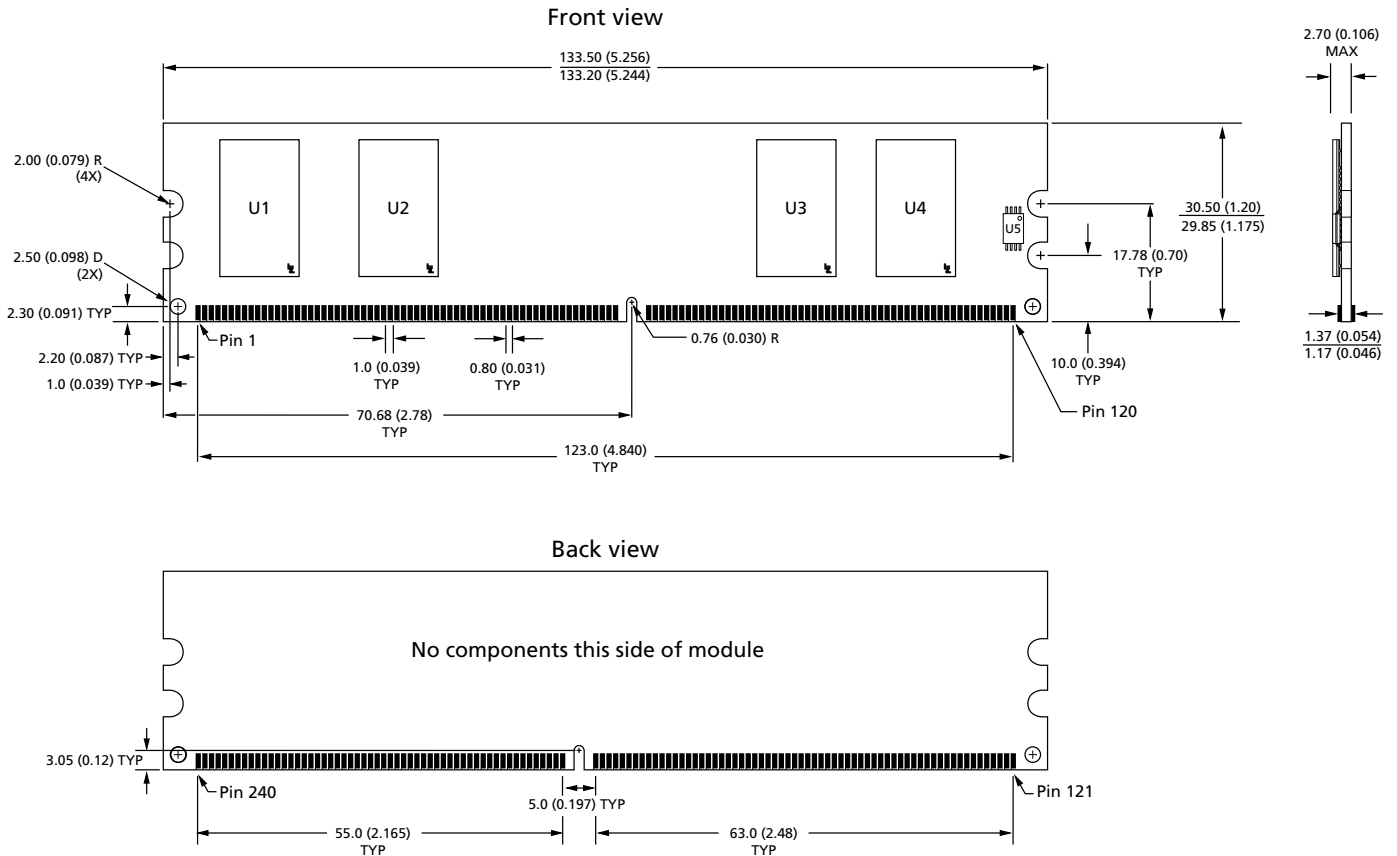 Front view
133.50 (5.256)
133.20 (5.244)
2.70 (0.106)
MAX
2.00 (0.079) R
(4X)
U1
U2
U3
U4
U5
30.50 (1.20)
29.85 (1.175)
17.78 (0.70)
TYP
2.50 (0.098) D
(2X)
2.30 (0.091) TYP
Pin 1
0.76 (0.030) R
1.37 (0.054)
1.17 (0.046)
2.20 (0.087) TYP
1.0 (0.039)
TYP
0.80 (0.031)
TYP
10.0 (0.394)
TYP
1.0 (0.039) TYP
Pin 120
70.68 (2.78)
TYP
123.0 (4.840)
TYP
Back view
No components this side of module
3.05 (0.12) TYP
Pin 240
5.0 (0.197) TYP
Pin 121
55.0 (2.165)
TYP
63.0 (2.48)
TYP